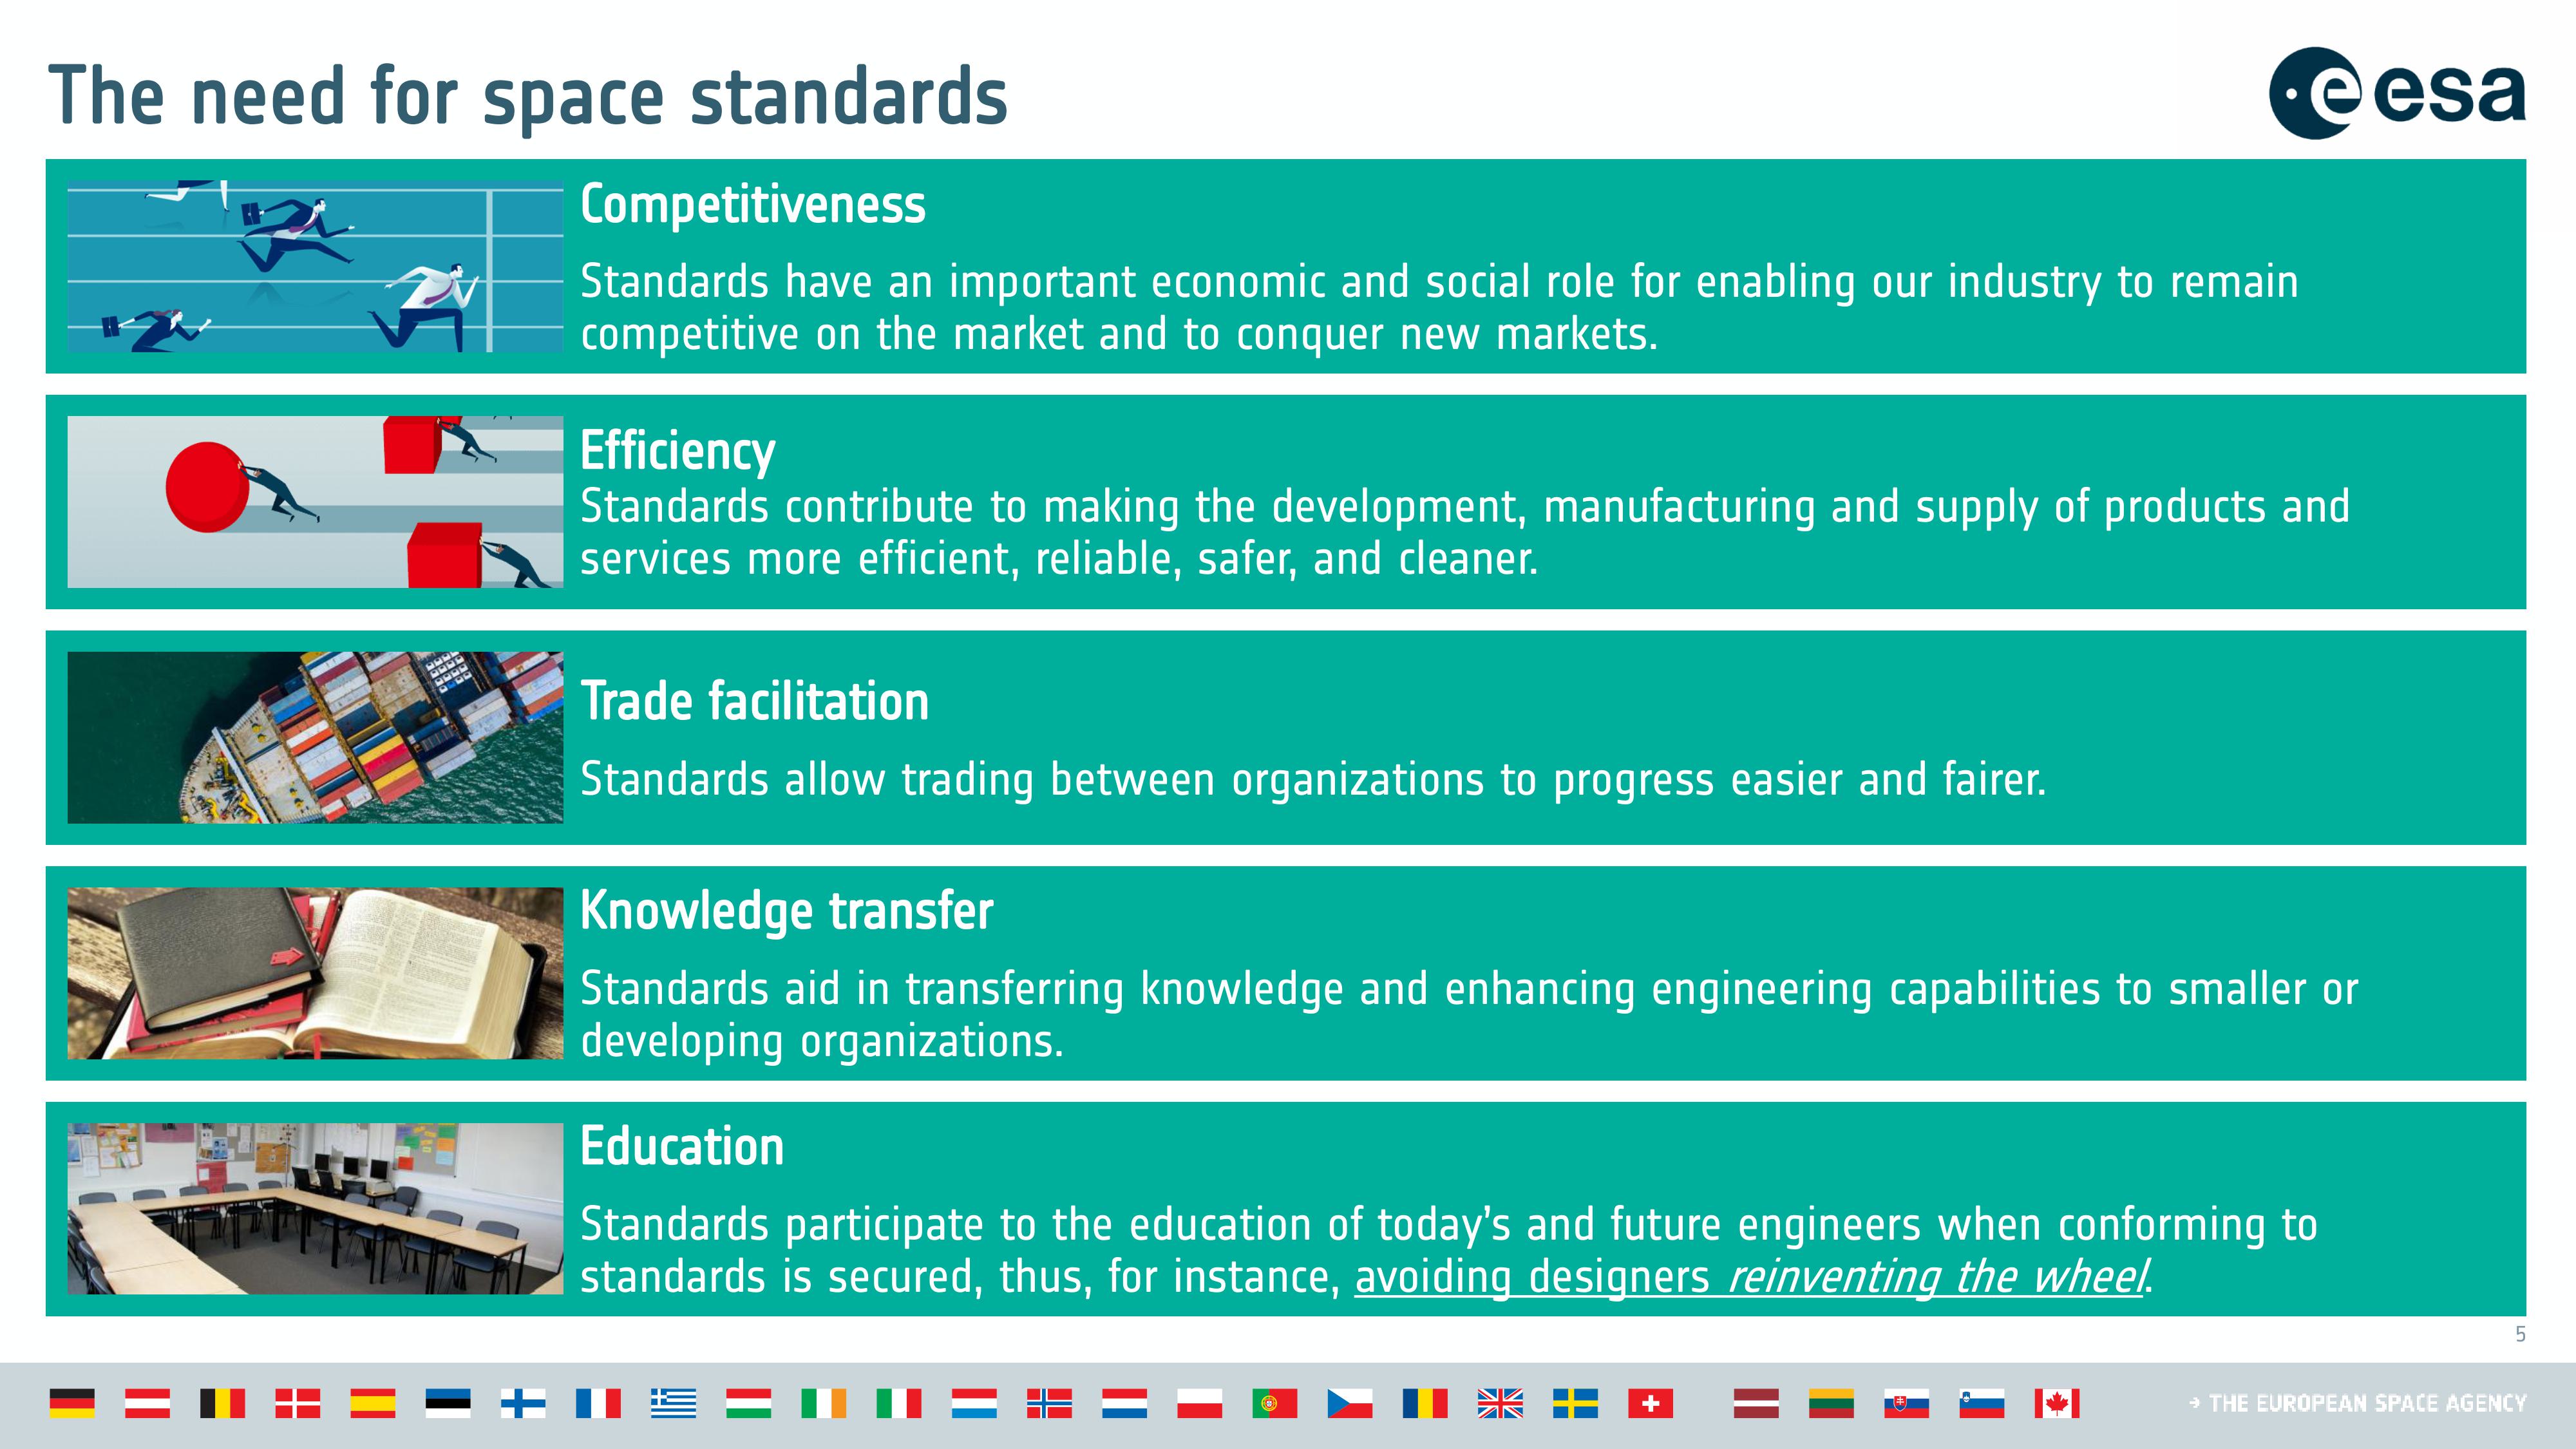 The need for space standards
esa
Competitiveness
Standards have an important economic and social role for enabling our industry to remain
competitive on the market and to conquer new markets.
Efficiency
Standards contribute to making the development, manufacturing and supply of products and
services more efficient, reliable, safer, and cleaner.
Trade facilitation
Standards allow trading between organizations to progress easier and fairer.
Knowledge transfer
Standards aid in transferring knowledge and enhancing engineering capabilities to smaller or
developing organizations.
Education
Standards participate to the education of today’s and future engineers when conforming to
standards is secured, thus, for instance, avoiding designers reinventing the wheel.
5
→ THE EUROPEAN SPACE AGENCY